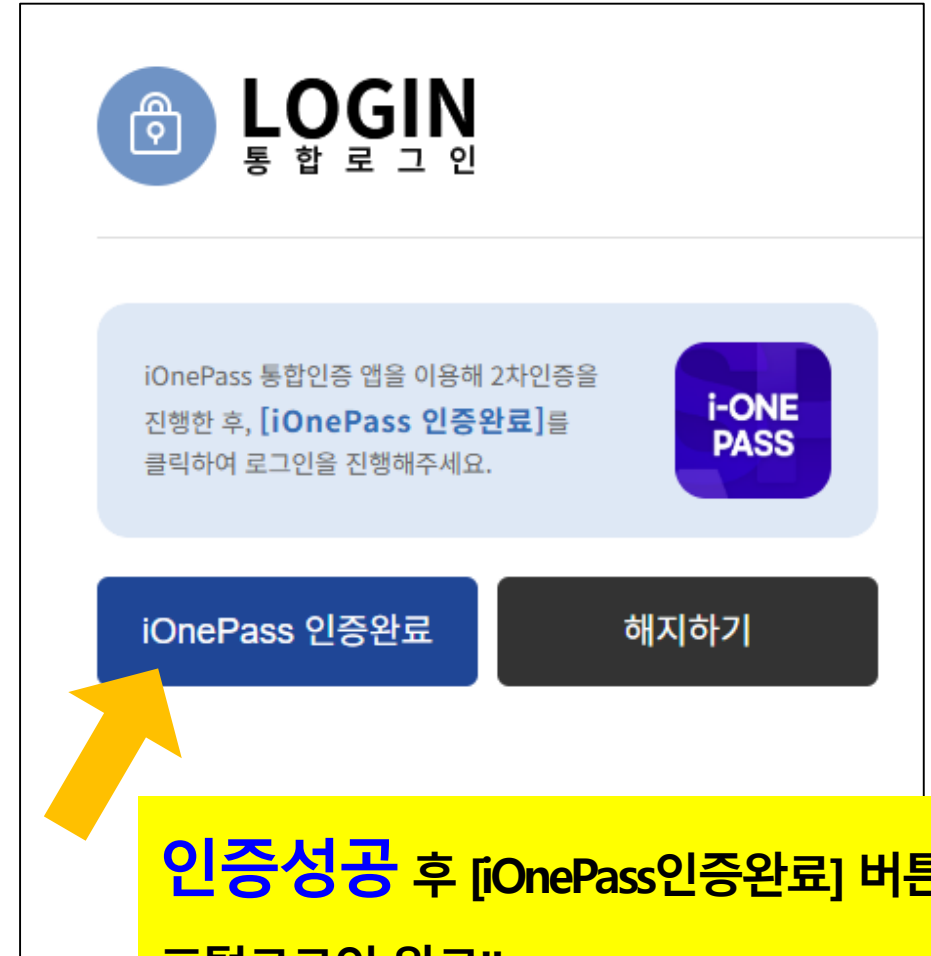 LOGIN
통합로그인
iOnePass 통합인증 앱을 이용해 2차인증을
진행한 후, [iOnePass 인증완료]를
클릭하여 로그인을 진행해주세요.
i-ONE
PASS
iOnePass 인증완료
해지하기
인증성공 후 [iOnePass인증완료] 버튼